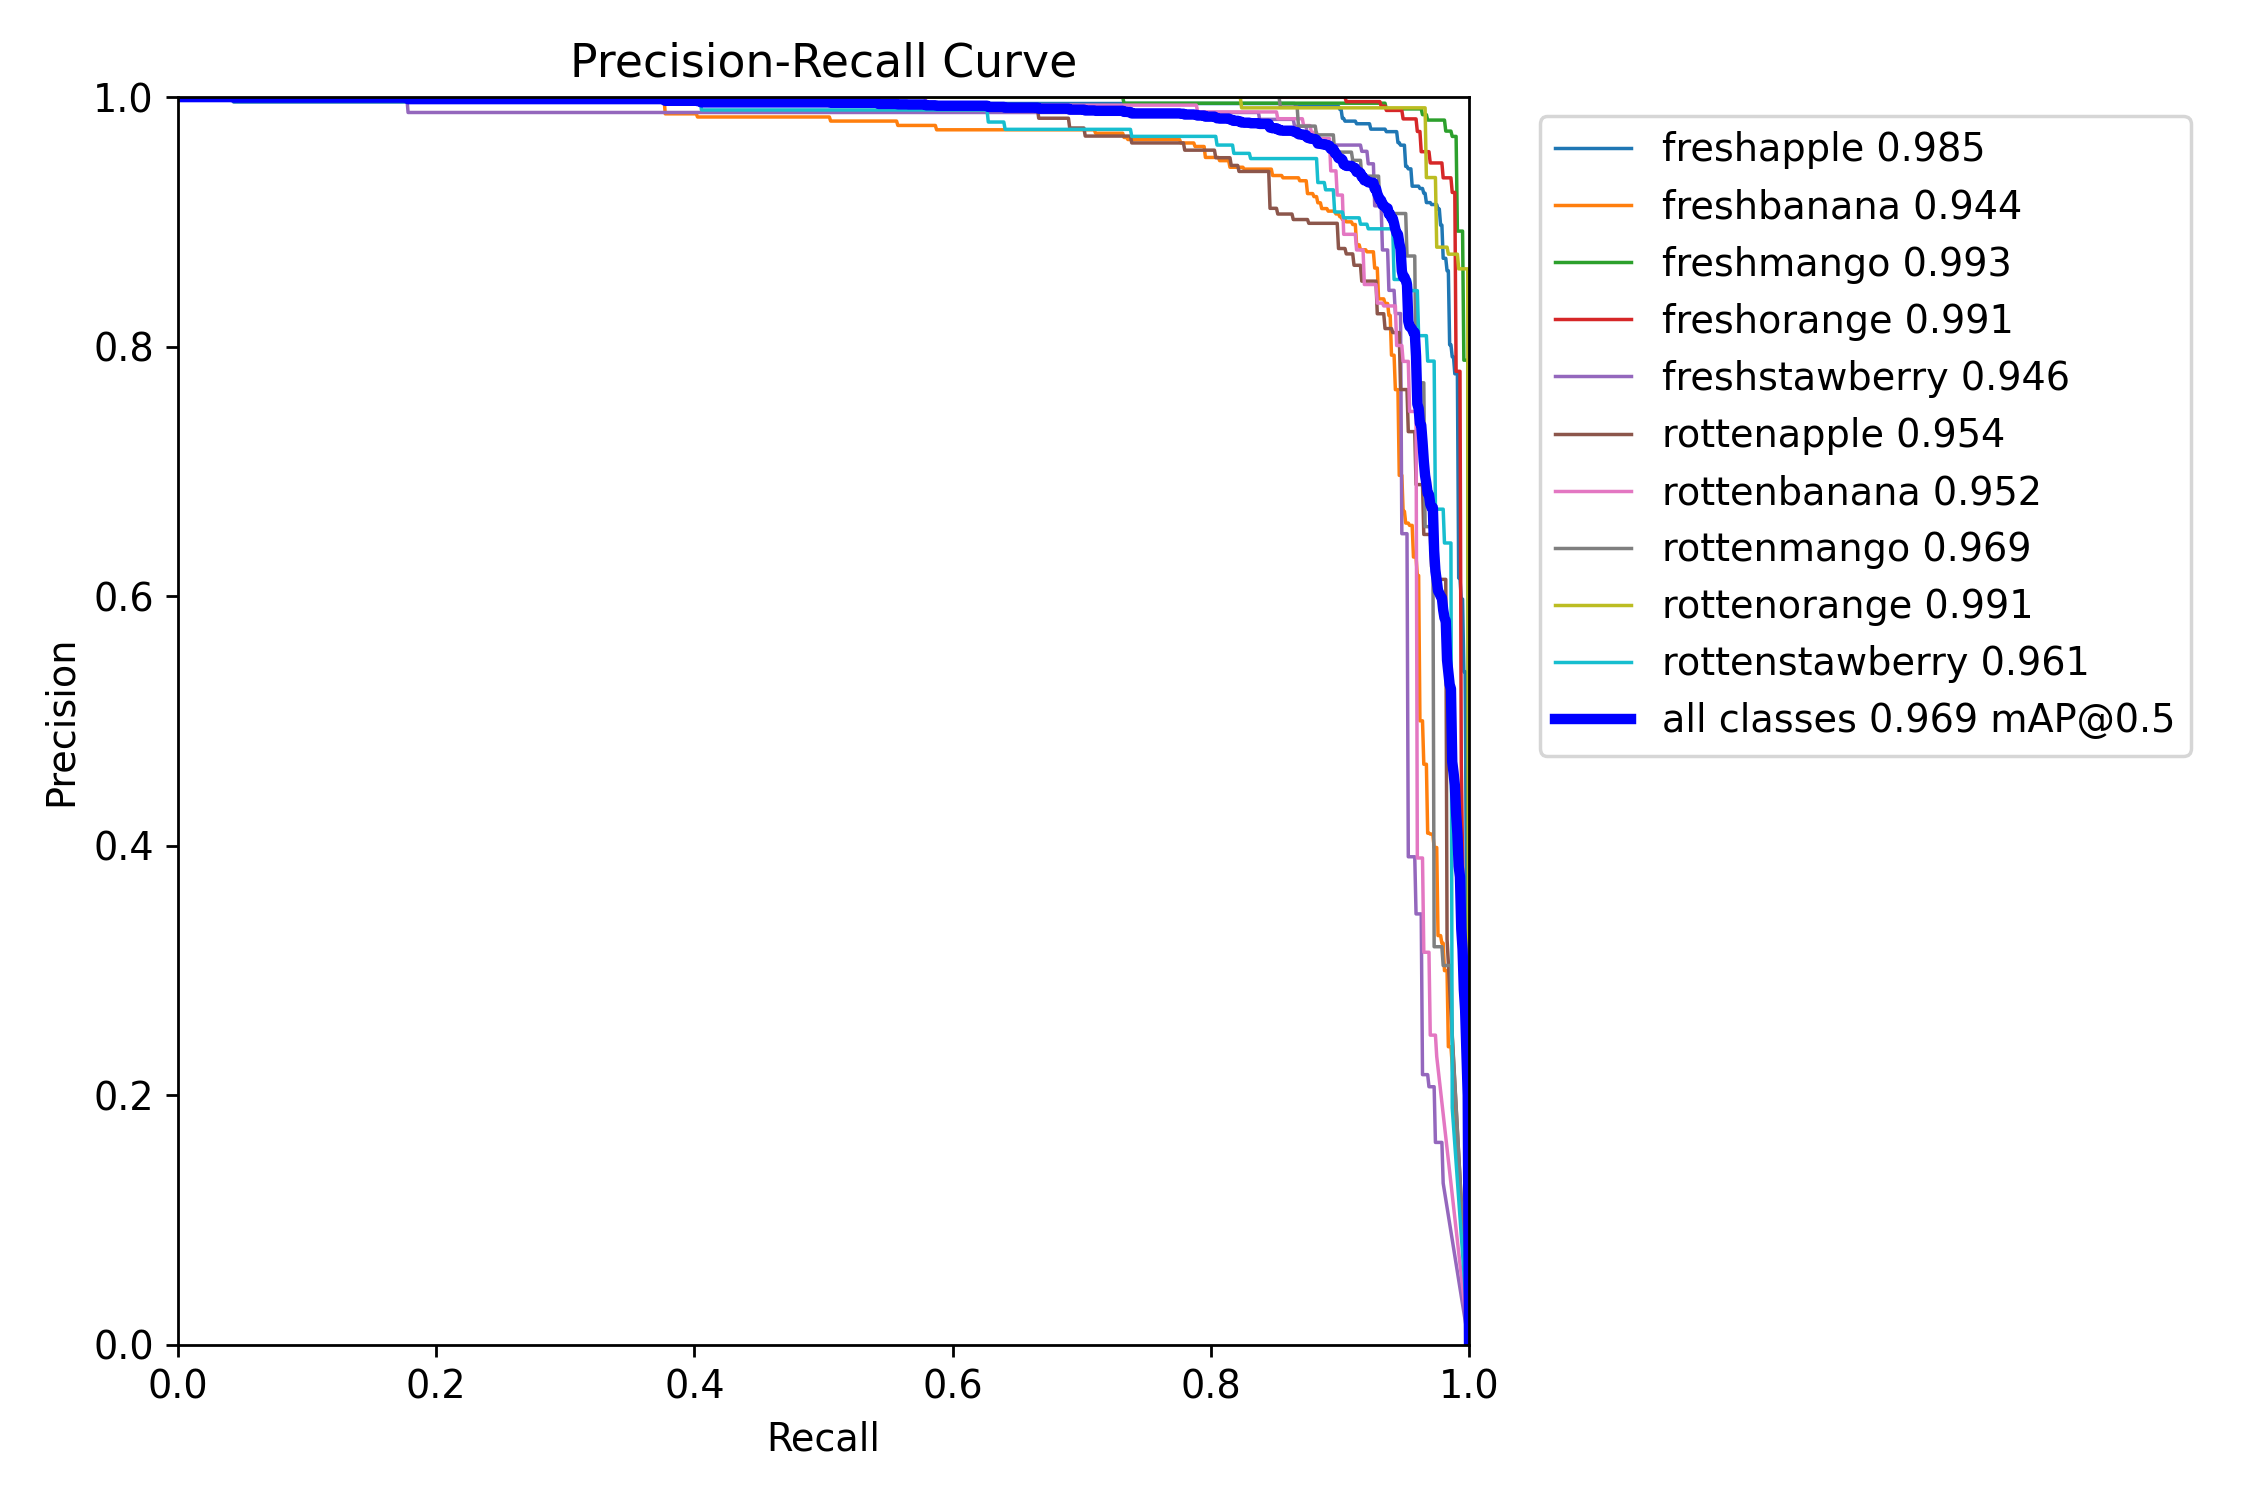 Precision-Recall Curve
1.0
0.8
0.6
0.4
0.2
0.0
Precision
0.0 0.2 0.4 0.6 0.8 1.0
Recall
freshapple 0.985
freshbanana 0.944
freshmango 0.993
freshorange 0.991
freshstawberry 0.946
rottenapple 0.954
rottenbanana 0.952
rottenmango 0.969
rottenorange 0.991
rottenstawberry 0.961
all classes 0.969 mAP@0.5